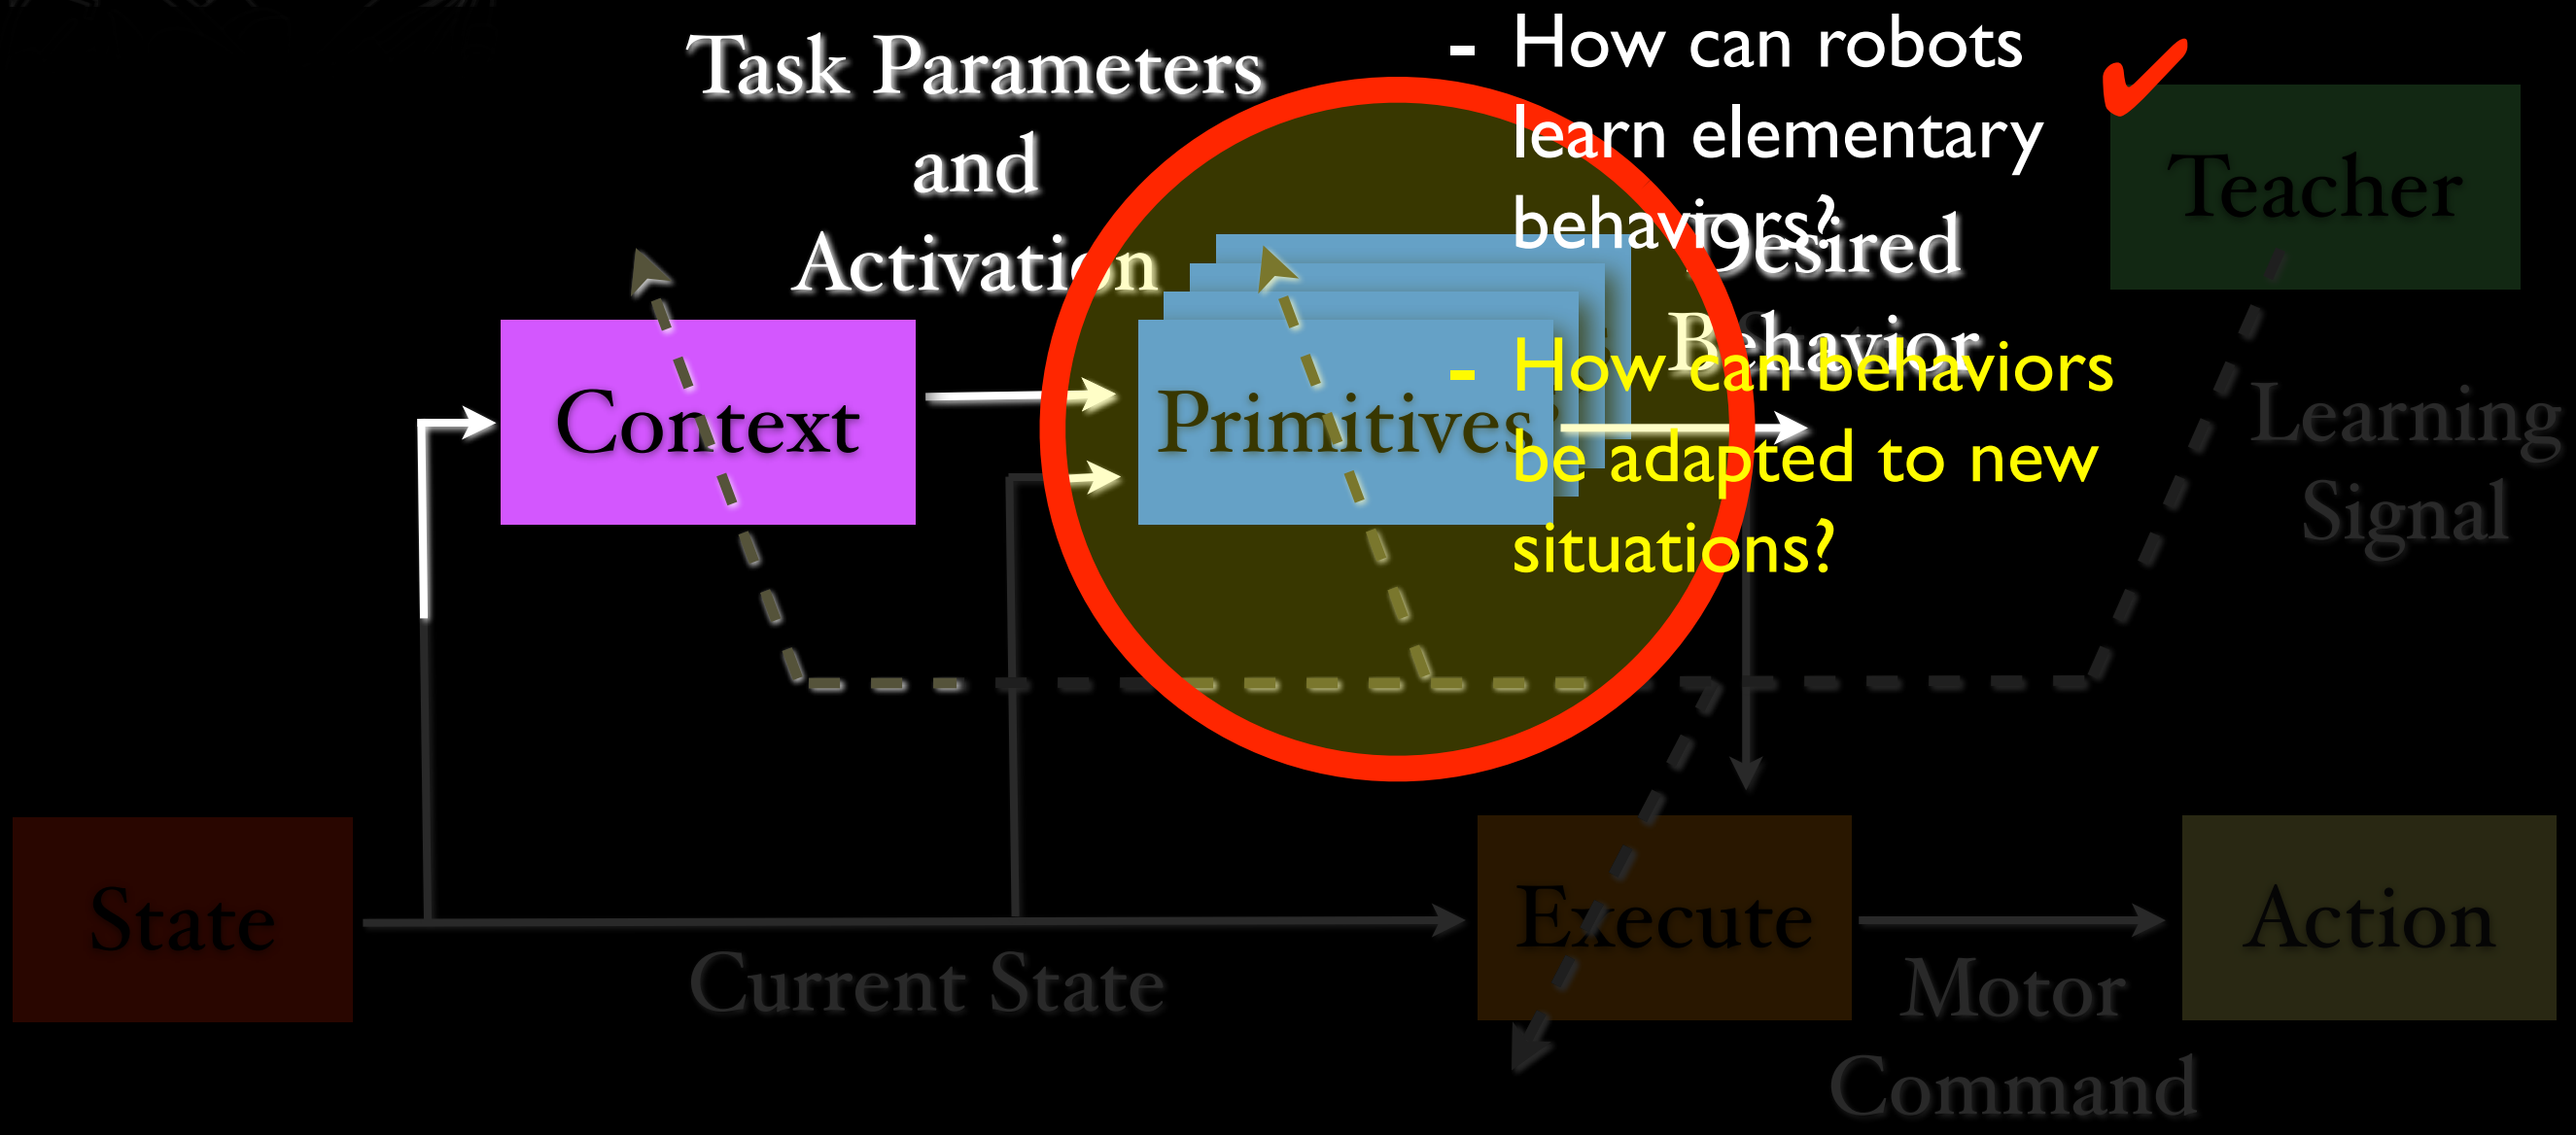 Task Parameters
and
Activation
- How can robots
learn elementary
behaviors?
- How can behaviors
be adapted to new
situations?
Desired
Behavior
Teacher
Context
Primitives
Learning
Signal
State
Current State
Execute
Motor
Command
Action